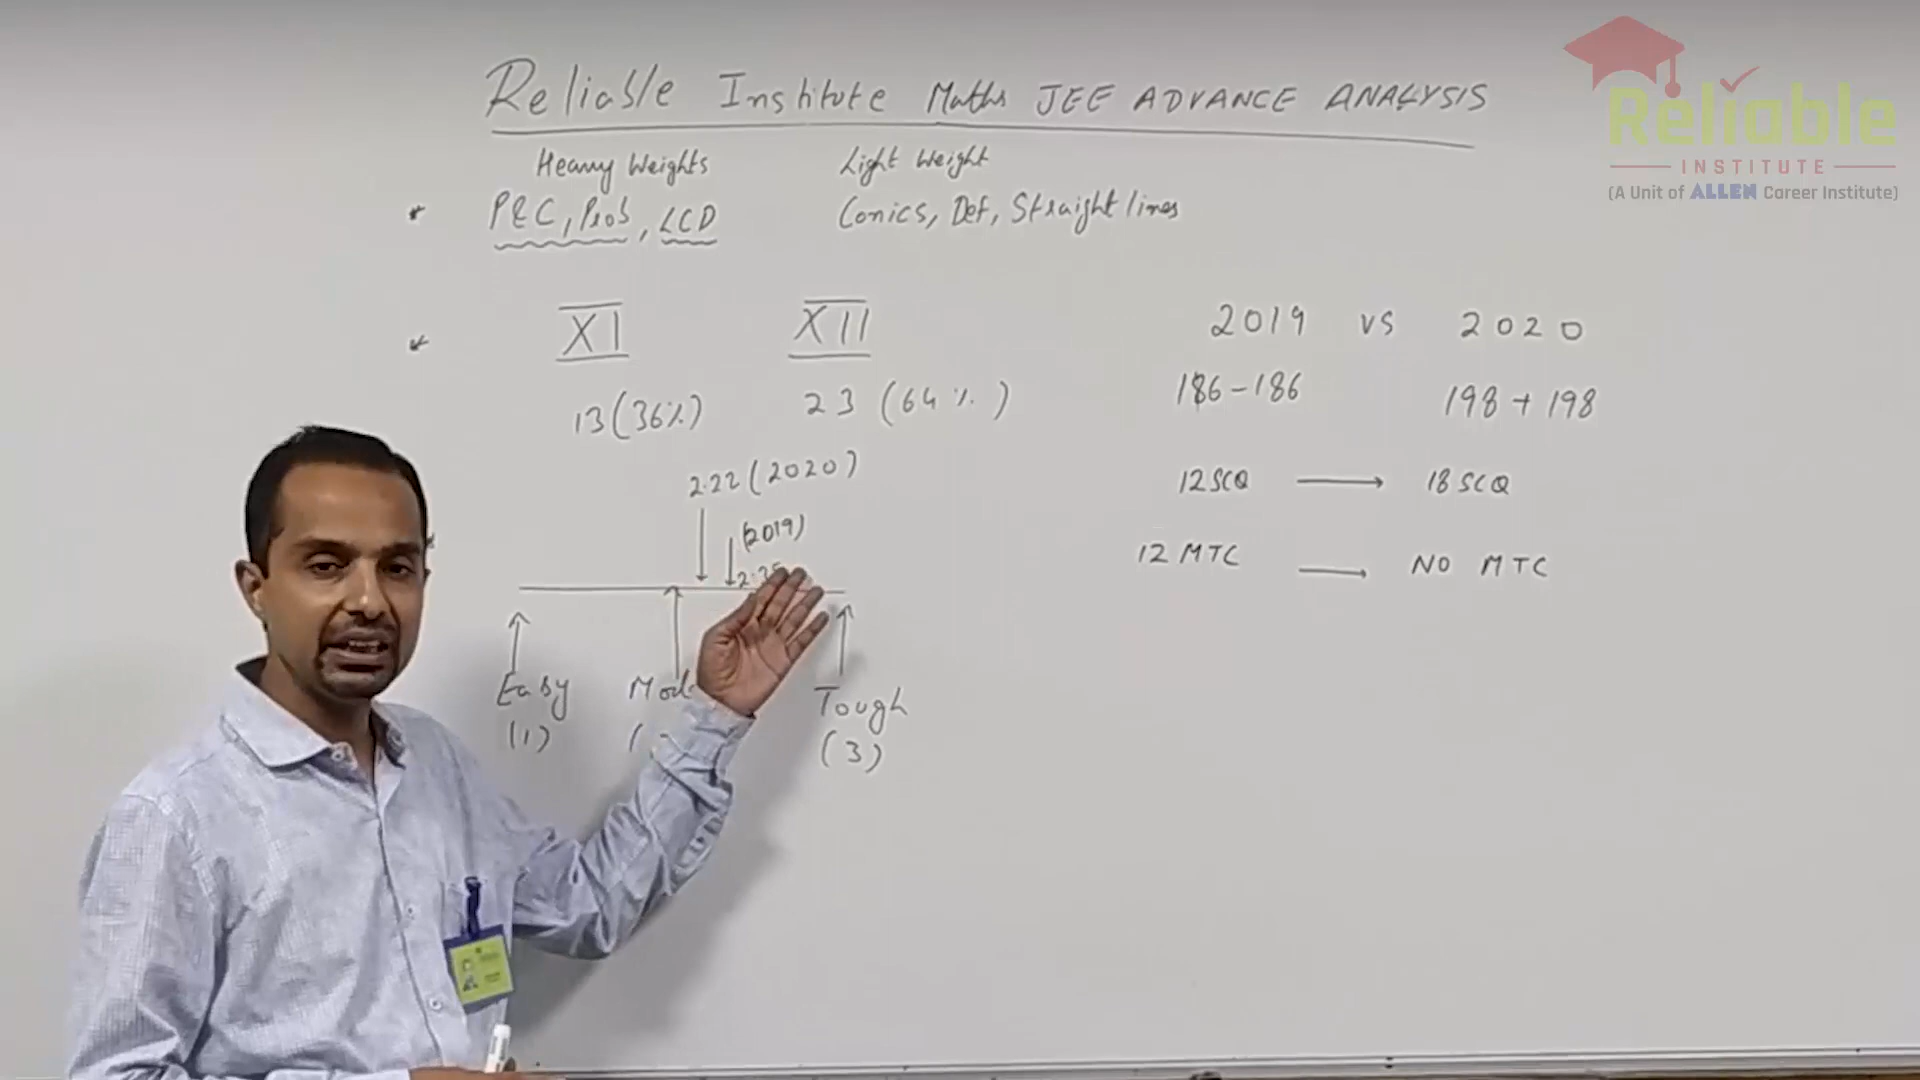 Reliable Institute Maths JEE ADVANCE ANALYSIS
Reliable
INSTITUTE
(A Unit of ALLEN Career Institute)
Heavy Weights Light Weight
* P&C, Prob, LCD Conics, Def, Straight lines
* XI XII
13 (36%) 23 (64%)
2.22 (2020)
(2019)
Easy Tough
(1) (3)
2019 vs 2020
186-186 198 + 198
12 SCQ → 18 SCQ
12 MTC → NO MTC